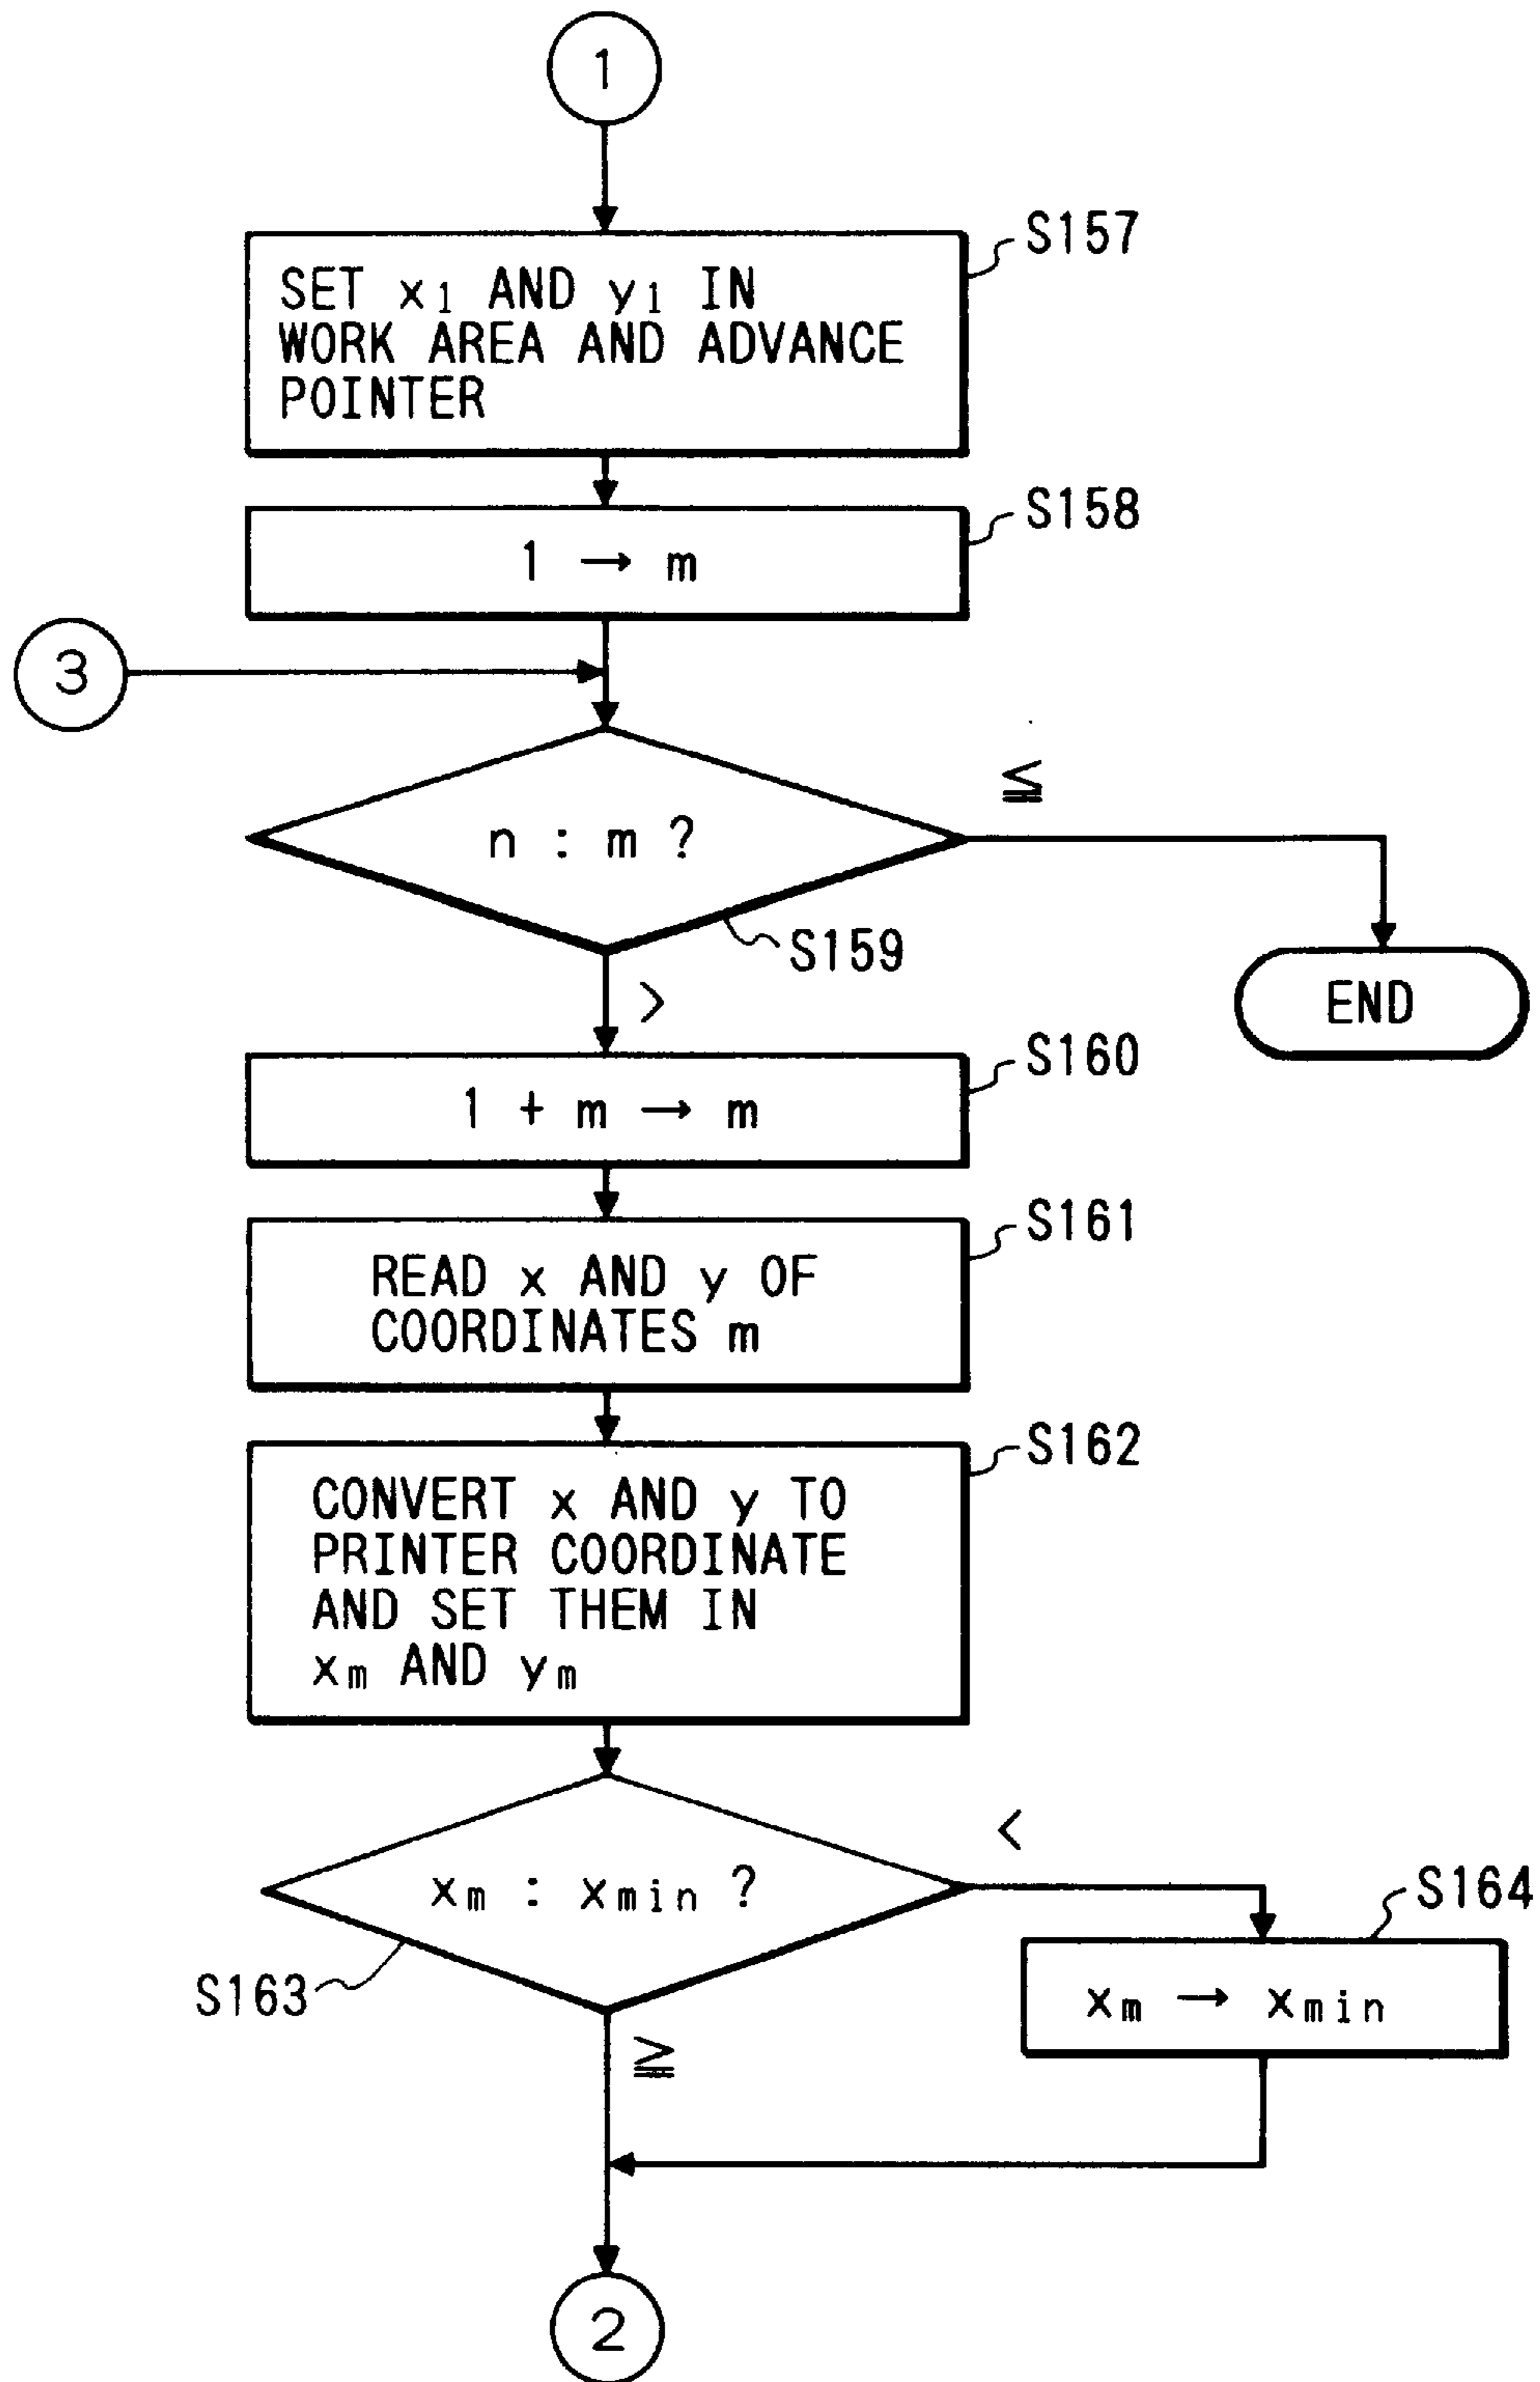 1
S157
SET x1 AND y1 IN
WORK AREA AND ADVANCE
POINTER
S158
1 → m
3
≦
n : m ?
S159
END
>
S160
1 + m → m
S161
READ x AND y OF
COORDINATES m
S162
CONVERT x AND y TO
PRINTER COORDINATE
AND SET THEM IN
xm AND ym
<
xm : xmin ?
S164
S163
xm → xmin
≧
2